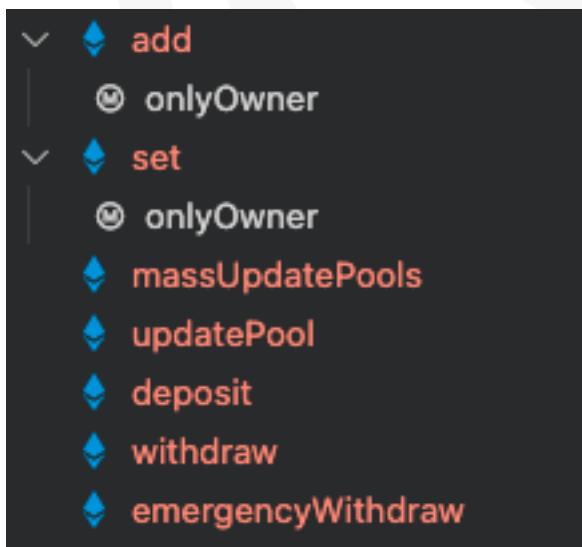 add
onlyOwner
set
onlyOwner
massUpdatePools
updatePool
deposit
withdraw
emergencyWithdraw